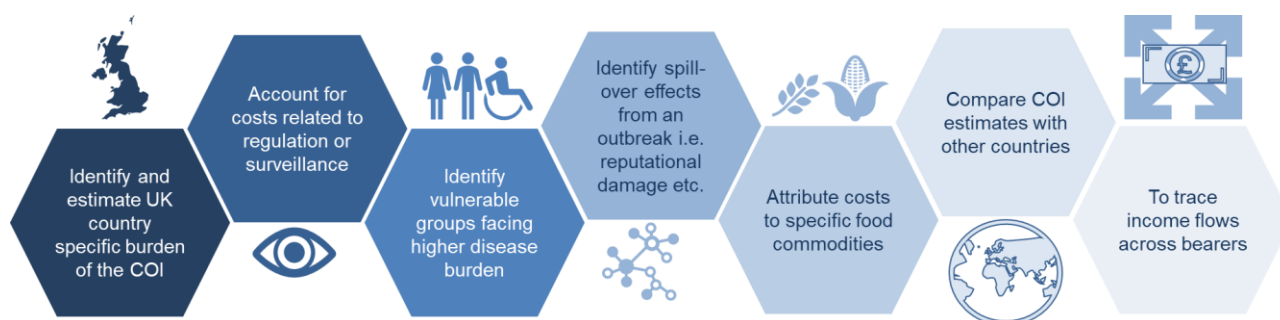 Identify and
estimate UK
country
specific burden
of the COI
Account for
costs related to
regulation or
surveillance
Identify
vulnerable
groups facing
higher disease
burden
Identify spill-
over effects
from an
outbreak i.e.
reputational
damage etc.
Attribute costs
to specific food
commodities
Compare COI
estimates with
other countries
£
To trace
income flows
across bearers